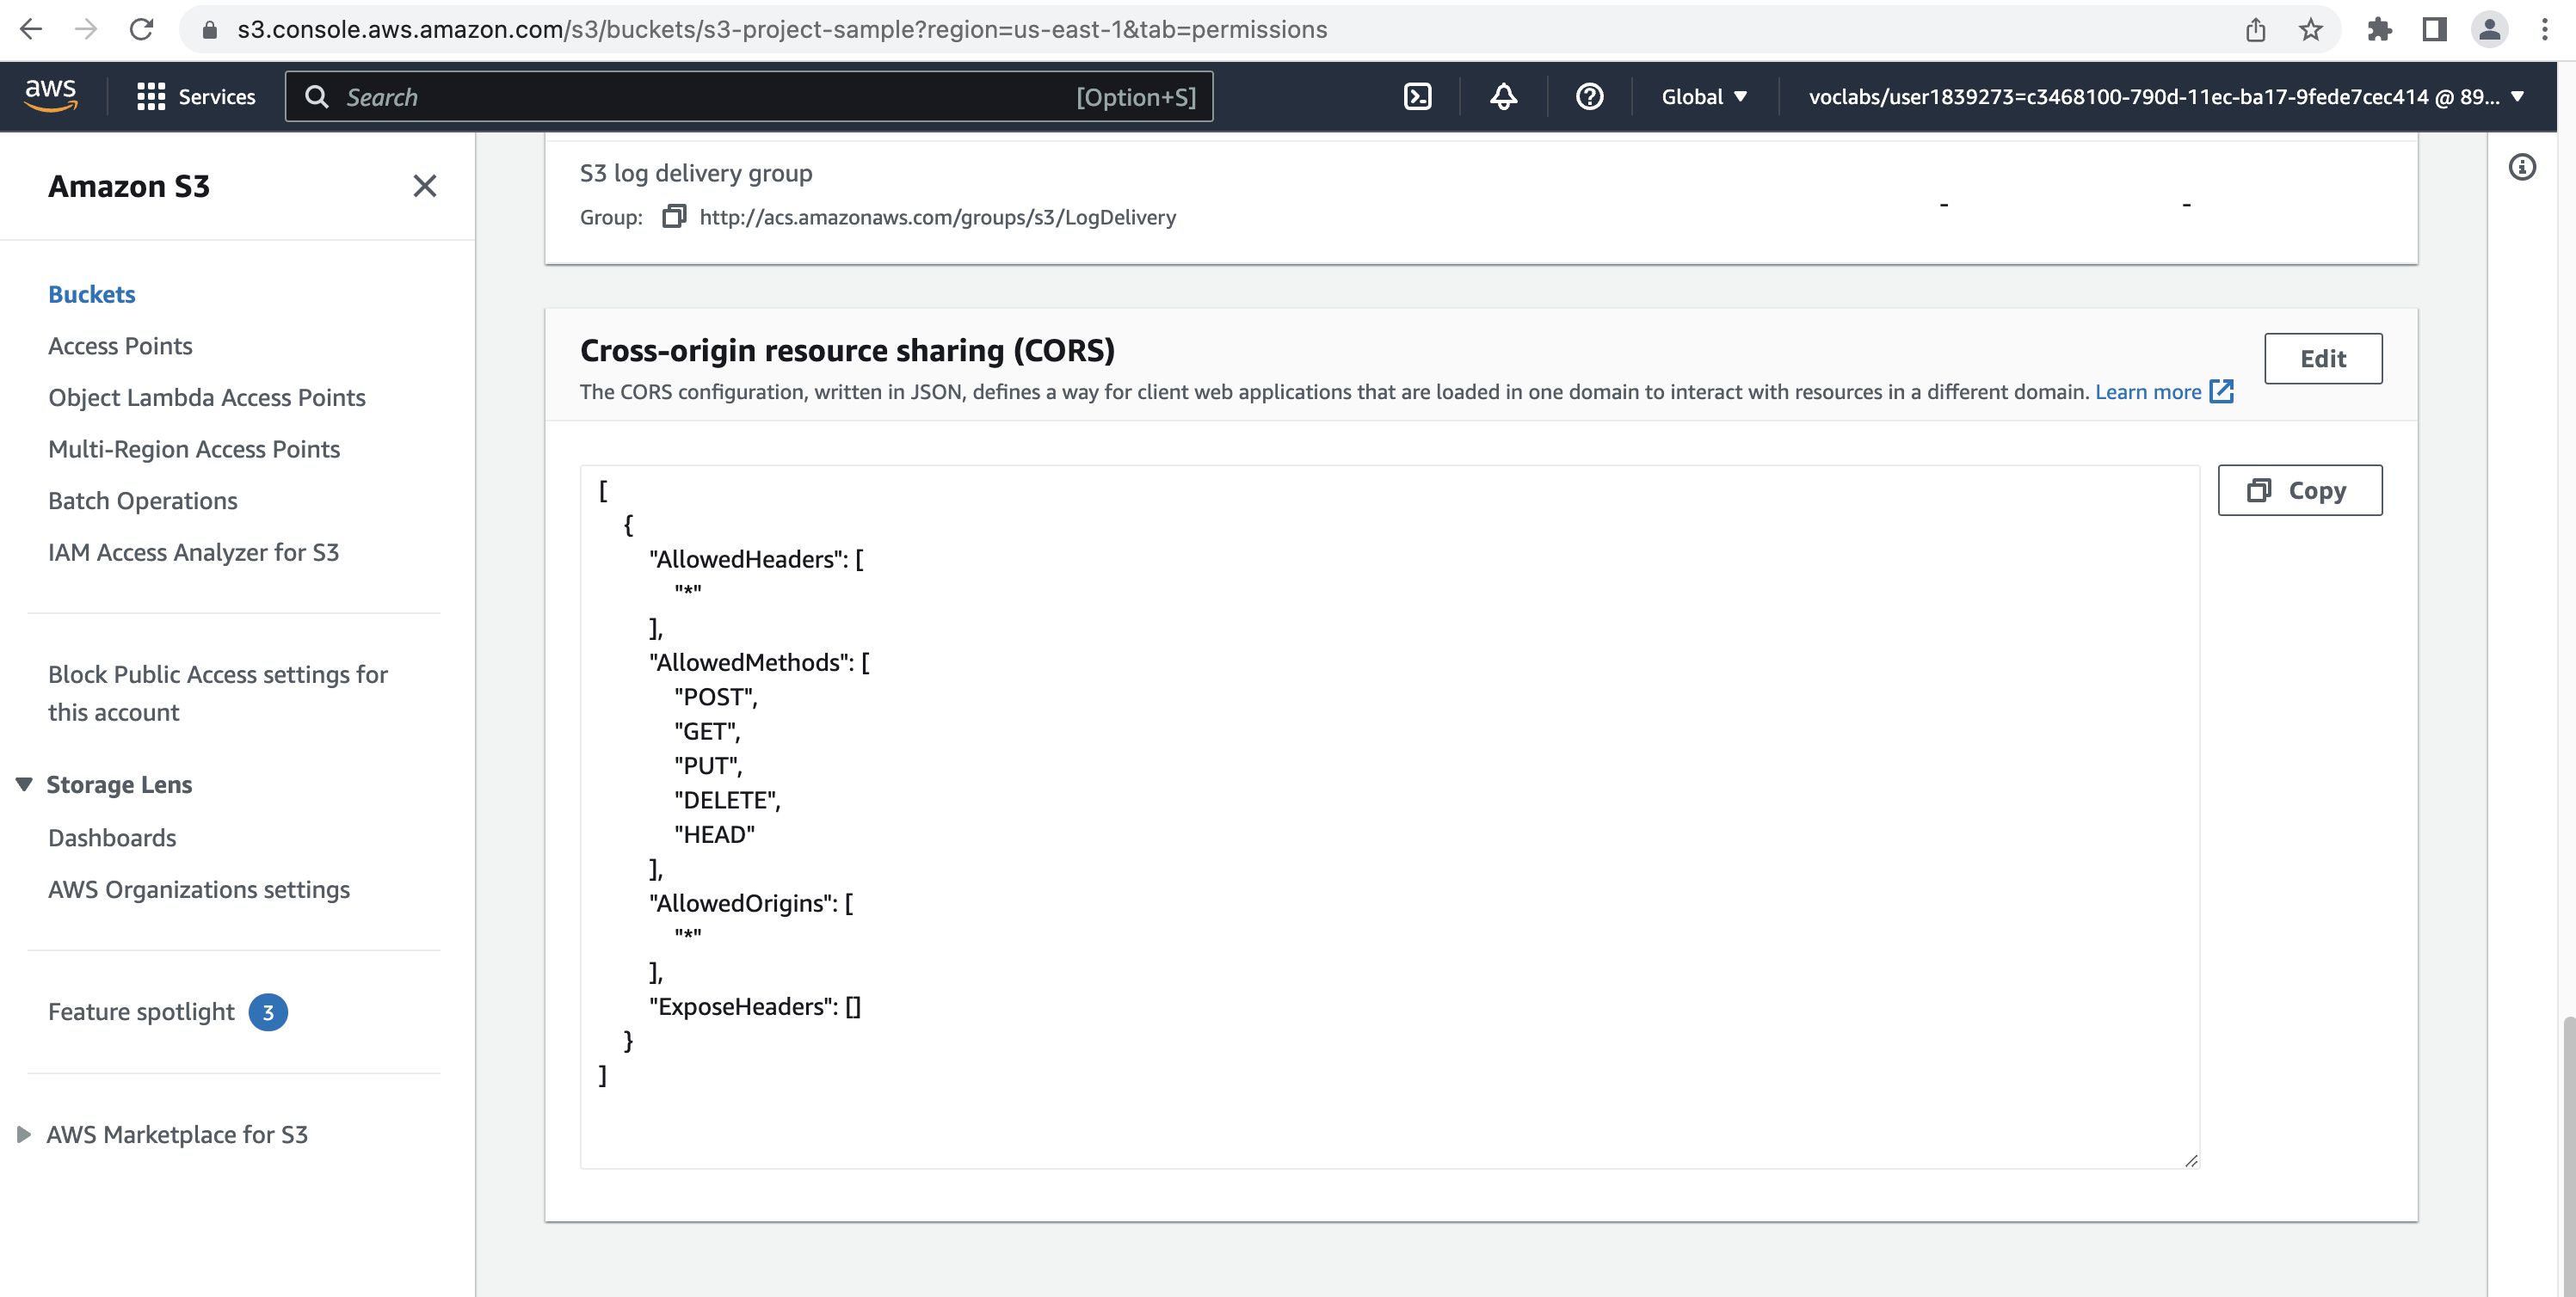 s3.console.aws.amazon.com/s3/buckets/s3-project-sample?region=us-east-1&tab=permissions
aws
Services
Search
[Option+S]
Global
voclabs/user1839273=c3468100-790d-11ec-ba17-9fede7cec414 @ 89...
Amazon S3
Buckets
Access Points
Object Lambda Access Points
Multi-Region Access Points
Batch Operations
IAM Access Analyzer for S3
Block Public Access settings for
this account
Storage Lens
Dashboards
AWS Organizations settings
Feature spotlight 3
AWS Marketplace for S3
S3 log delivery group
Group: http://acs.amazonaws.com/groups/s3/LogDelivery
- -
Cross-origin resource sharing (CORS)
The CORS configuration, written in JSON, defines a way for client web applications that are loaded in one domain to interact with resources in a different domain. Learn more
Edit
Copy
[
{
"AllowedHeaders": [
"*"
],
"AllowedMethods": [
"POST",
"GET",
"PUT",
"DELETE",
"HEAD"
],
"AllowedOrigins": [
"*"
],
"ExposeHeaders": []
}
]